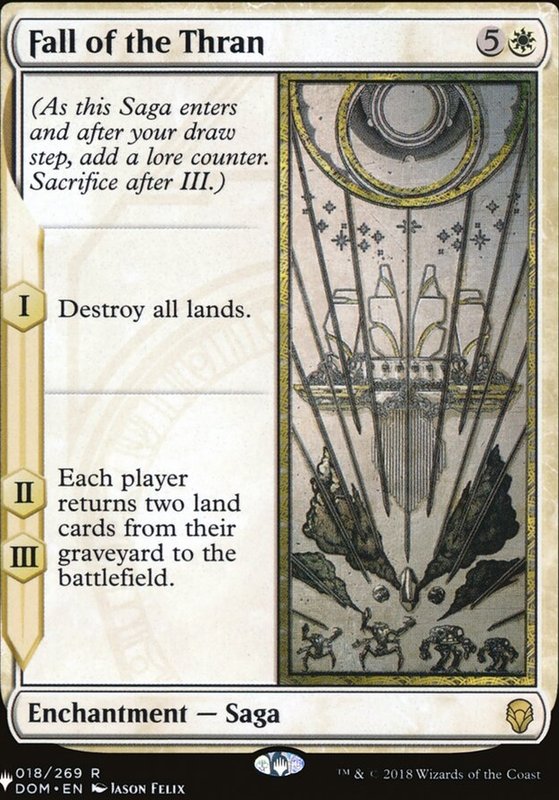 Fall of the Thran 5
(As this Saga enters
and after your draw
step, add a lore counter.
Sacrifice after III.)
I Destroy all lands.
II
III
Each player
returns two land
cards from their
graveyard to the
battlefield.
Enchantment — Saga
018/269 R
DOM • EN Jason Felix
™ & © 2018 Wizards of the Coast